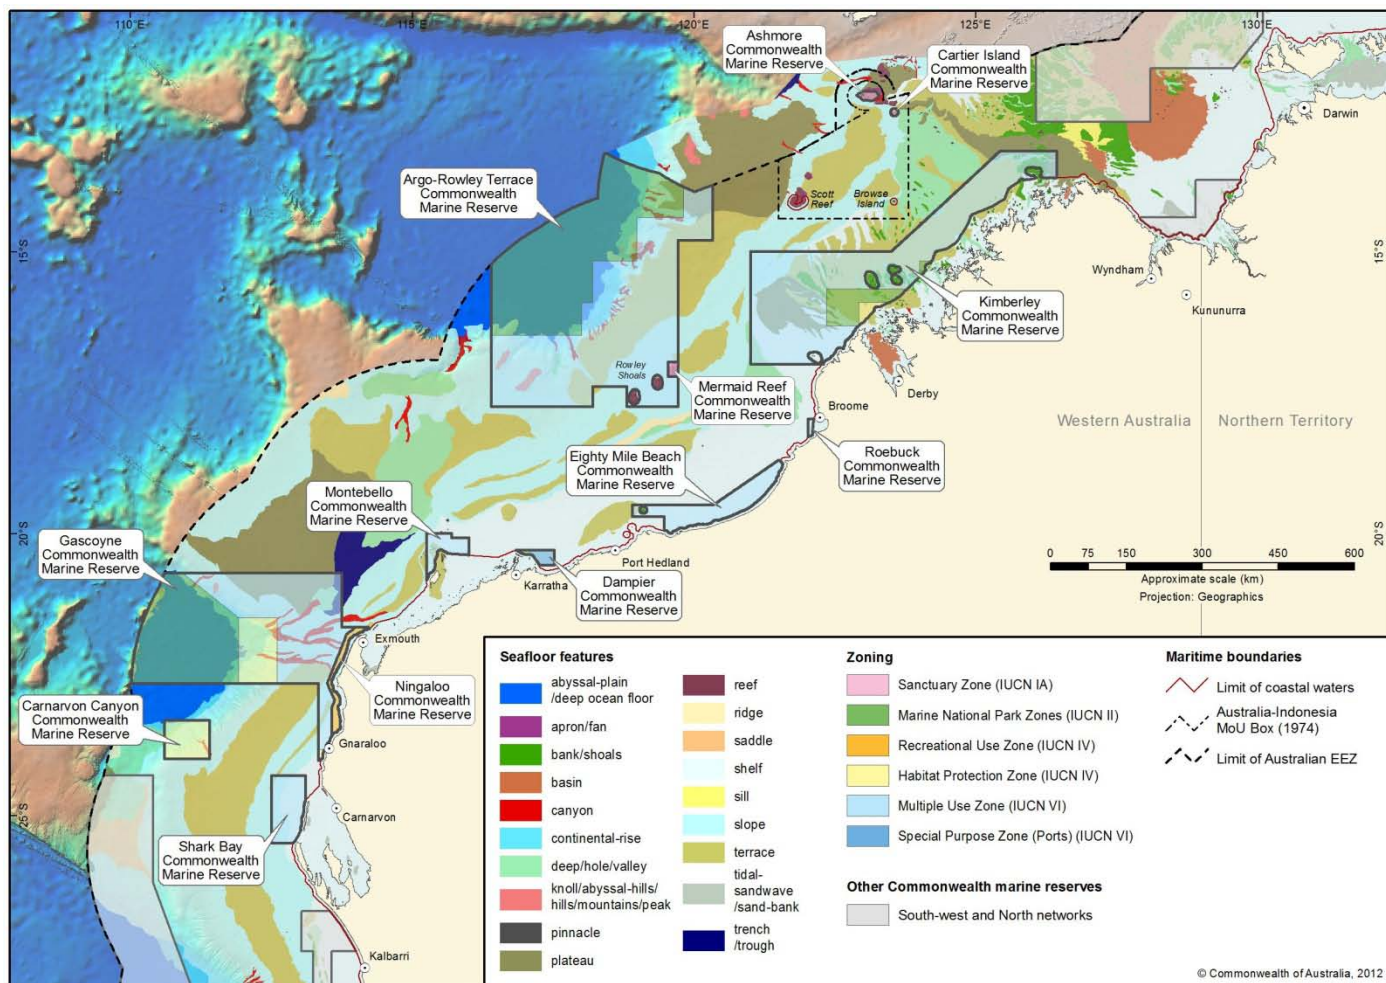 110°E
115°E
120°E
125°E
130°E
Ashmore
Commonwealth
Marine Reserve
Cartier Island
Commonwealth
Marine Reserve
Darwin
Argo-Rowley Terrace
Commonwealth
Marine Reserve
Scott
Reef
Browse
Island
15°S
15°S
Wyndham
Kununurra
Kimberley
Commonwealth
Marine Reserve
Rowley
Shoals
Mermaid Reef
Commonwealth
Marine Reserve
Derby
Broome
Western Australia
Northern Territory
Roebuck
Commonwealth
Marine Reserve
Eighty Mile Beach
Commonwealth
Marine Reserve
Montebello
Commonwealth
Marine Reserve
Gascoyne
Commonwealth
Marine Reserve
20°S
20°S
Port Hedland
Karratha
Dampier
Commonwealth
Marine Reserve
0 75 150 300 450 600
Approximate scale (km)
Projection: Geographics
Exmouth
Ningaloo
Commonwealth
Marine Reserve
Carnarvon Canyon
Commonwealth
Marine Reserve
Gnaraloo
25°S
Carnarvon
Shark Bay
Commonwealth
Marine Reserve
Kalbarri
Seafloor features
abyssal-plain
/deep ocean floor
apron/fan
bank/shoals
basin
canyon
continental-rise
deep/hole/valley
knoll/abyssal-hills/
hills/mountains/peak
pinnacle
plateau
reef
ridge
saddle
shelf
sill
slope
terrace
tidal-
sandwave
/sand-bank
trench
/trough
Zoning
Sanctuary Zone (IUCN IA)
Marine National Park Zones (IUCN II)
Recreational Use Zone (IUCN IV)
Habitat Protection Zone (IUCN IV)
Multiple Use Zone (IUCN VI)
Special Purpose Zone (Ports) (IUCN VI)
Other Commonwealth marine reserves
South-west and North networks
Maritime boundaries
Limit of coastal waters
Australia-Indonesia
MoU Box (1974)
Limit of Australian EEZ
© Commonwealth of Australia, 2012